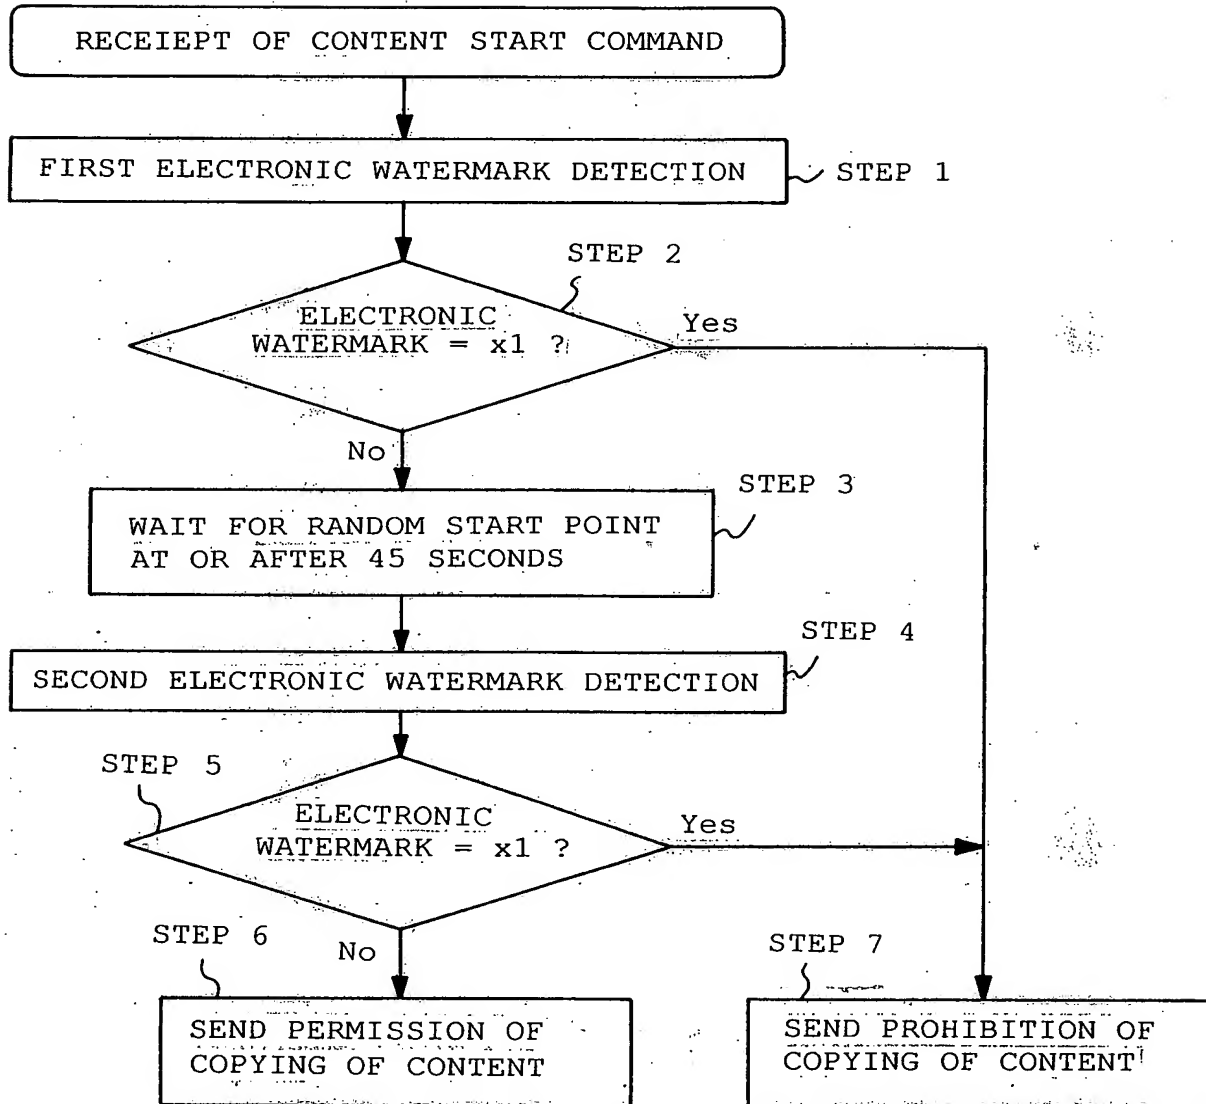 RECEIEPT OF CONTENT START COMMAND
FIRST ELECTRONIC WATERMARK DETECTION
STEP 1
STEP 2
ELECTRONIC
WATERMARK = x1 ?
Yes
No
STEP 3
WAIT FOR RANDOM START POINT
AT OR AFTER 45 SECONDS
STEP 4
SECOND ELECTRONIC WATERMARK DETECTION
STEP 5
ELECTRONIC
WATERMARK = x1 ?
Yes
No
STEP 6
SEND PERMISSION OF
COPYING OF CONTENT
STEP 7
SEND PROHIBITION OF
COPYING OF CONTENT